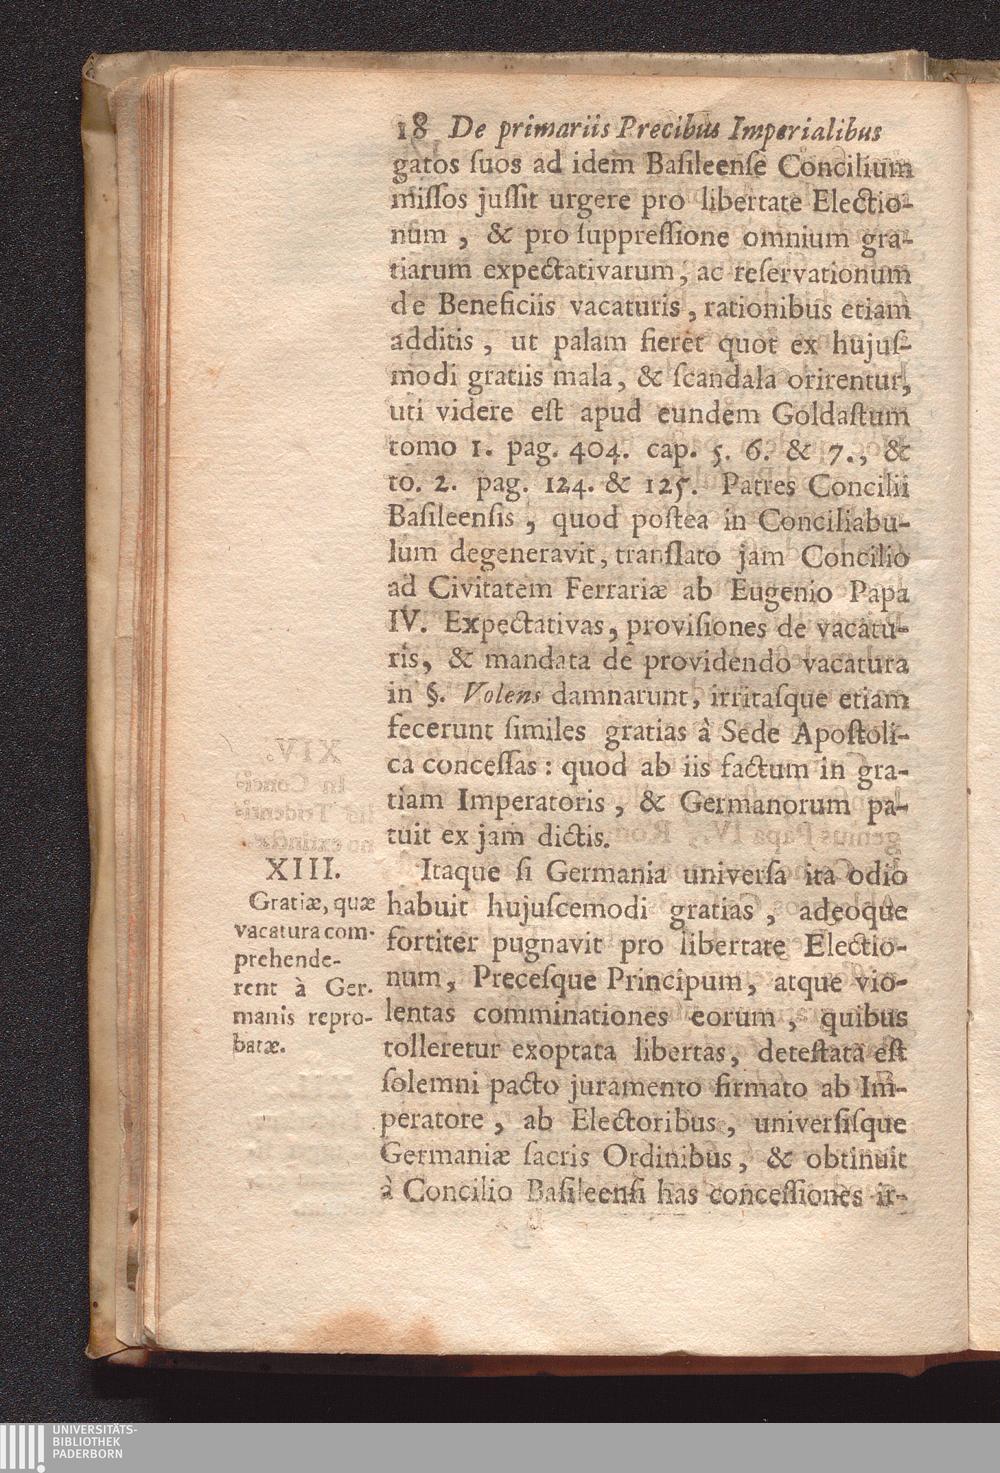 18 De primariis Precibus Imperialibus
gatos ſuos ad idem Baſileenſe Concilium
miſſos juſſit urgere pro libertate Electio-
num , & pro ſuppreſſione omnium gra-
tiarum expectativarum, ac reſervationum
de Beneficiis vacaturis, rationibus etiam
additis , ut palam fieret quot ex hujuſ-
modi gratiis mala, & ſcandala orirentur,
uti videre eſt apud eundem Goldaſtum
tomo 1. pag. 404. cap. 5. 6. & 7., &
to. 2. pag. 124. & 125. Patres Concilii
Baſileenſis , quod poſtea in Conciliabu-
lum degeneravit, tranſlato jam Concilio
ad Civitatem Ferrariæ ab Eugenio Papa
IV. Expectativas, proviſiones de vacatu-
ris, & mandata de providendo vacatura
in §. Volens damnarunt, irritaſque etiam
fecerunt ſimiles gratias à Sede Apoſtoli-
ca conceſſas : quod ab iis factum in gra-
tiam Imperatoris , & Germanorum pa-
tuit ex jam dictis.
XIII.
Gratiæ, quæ
vacatura com-
prehende-
rent à Ger-
manis repro-
batæ.
Itaque ſi Germania univerſa ita odio
habuit hujuſcemodi gratias , adeoque
fortiter pugnavit pro libertate Electio-
num, Preceſque Principum, atque vio-
lentas comminationes eorum , quibus
tolleretur exoptata libertas, deteſtata eſt
ſolemni pacto juramento firmato ab Im-
peratore , ab Electoribus, univerſiſque
Germaniæ ſacris Ordinibus, & obtinuit
à Concilio Baſileenſi has conceſſiones ir-
UNIVERSITÄTS-
BIBLIOTHEK
PADERBORN